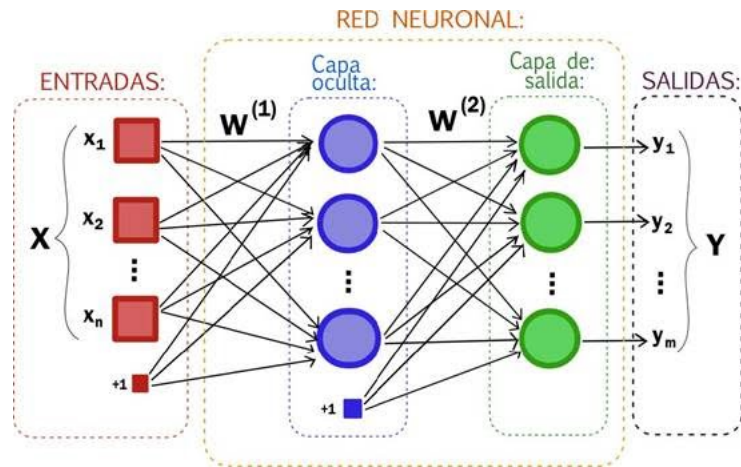 RED NEURONAL:
ENTRADAS:
Capa
oculta:
Capa de:
salida:
SALIDAS:
W(1)
W(2)
x1
x2
xn
X
+1
+1
y1
y2
ym
Y